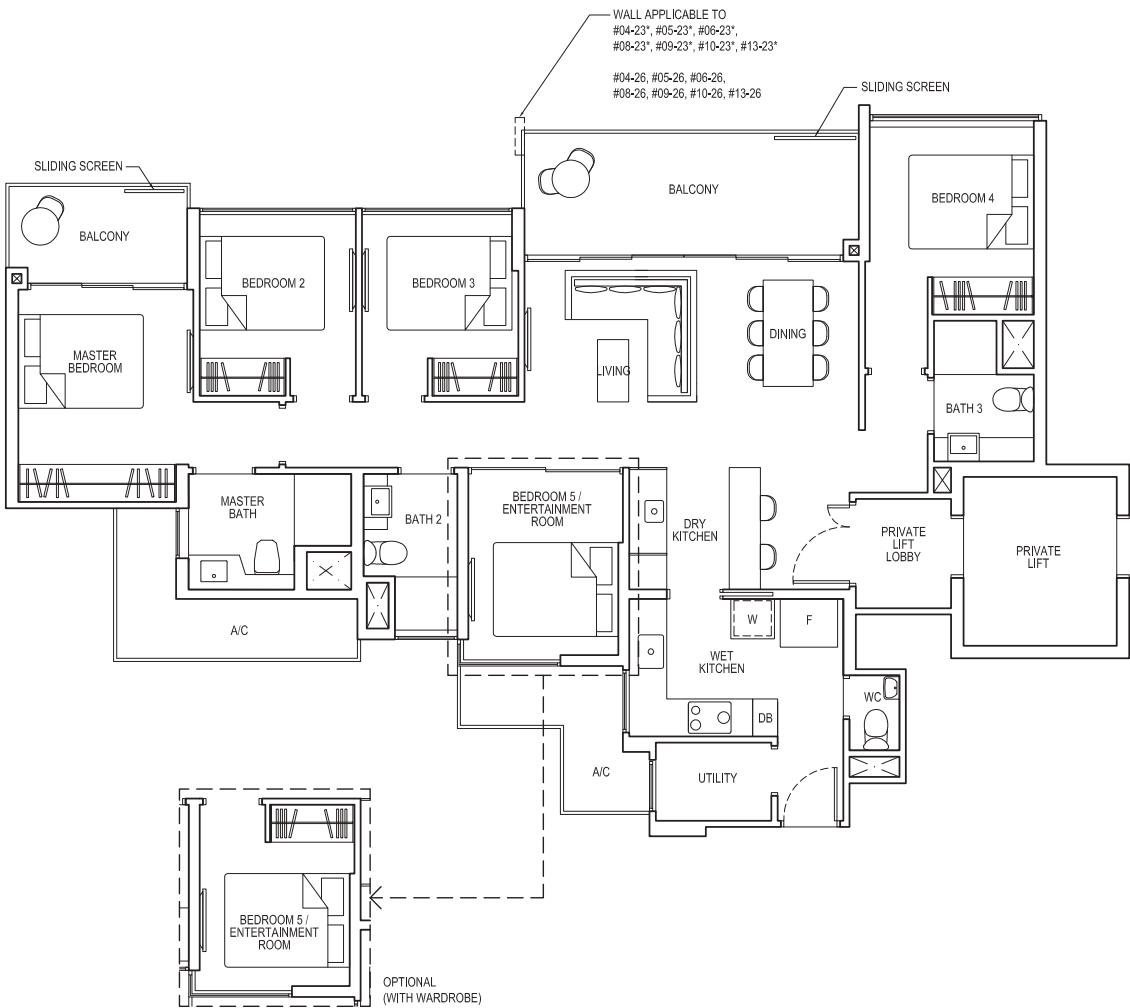 WALL APPLICABLE TO
#04-23*, #05-23*, #06-23*,
#08-23*, #09-23*, #10-23*, #13-23*
#04-26, #05-26, #06-26,
#08-26, #09-26, #10-26, #13-26
SLIDING SCREEN
SLIDING SCREEN
BALCONY
BALCONY
BEDROOM 4
BEDROOM 2
BEDROOM 3
MASTER
BEDROOM
LIVING
DINING
BATH 3
MASTER
BATH
BATH 2
BEDROOM 5 /
ENTERTAINMENT
ROOM
DRY
KITCHEN
PRIVATE
LIFT
LOBBY
PRIVATE
LIFT
A/C
W
F
WET
KITCHEN
WC
DB
A/C
UTILITY
BEDROOM 5 /
ENTERTAINMENT
ROOM
OPTIONAL
(WITH WARDROBE)